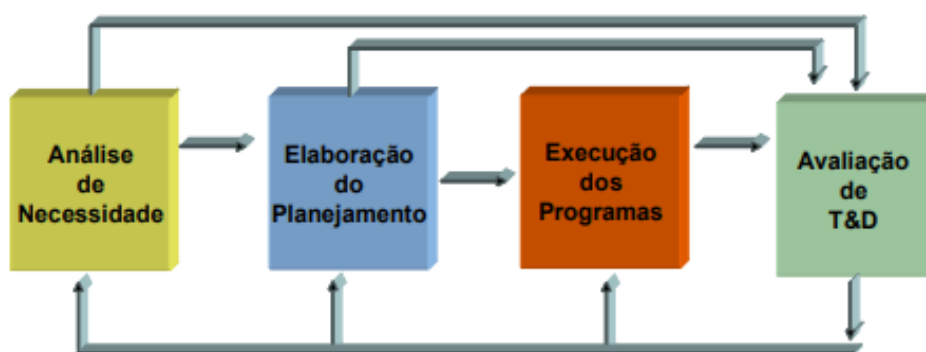 Análise
de
Necessidade
Elaboração
do
Planejamento
Execução
dos
Programas
Avaliação
de
T&D